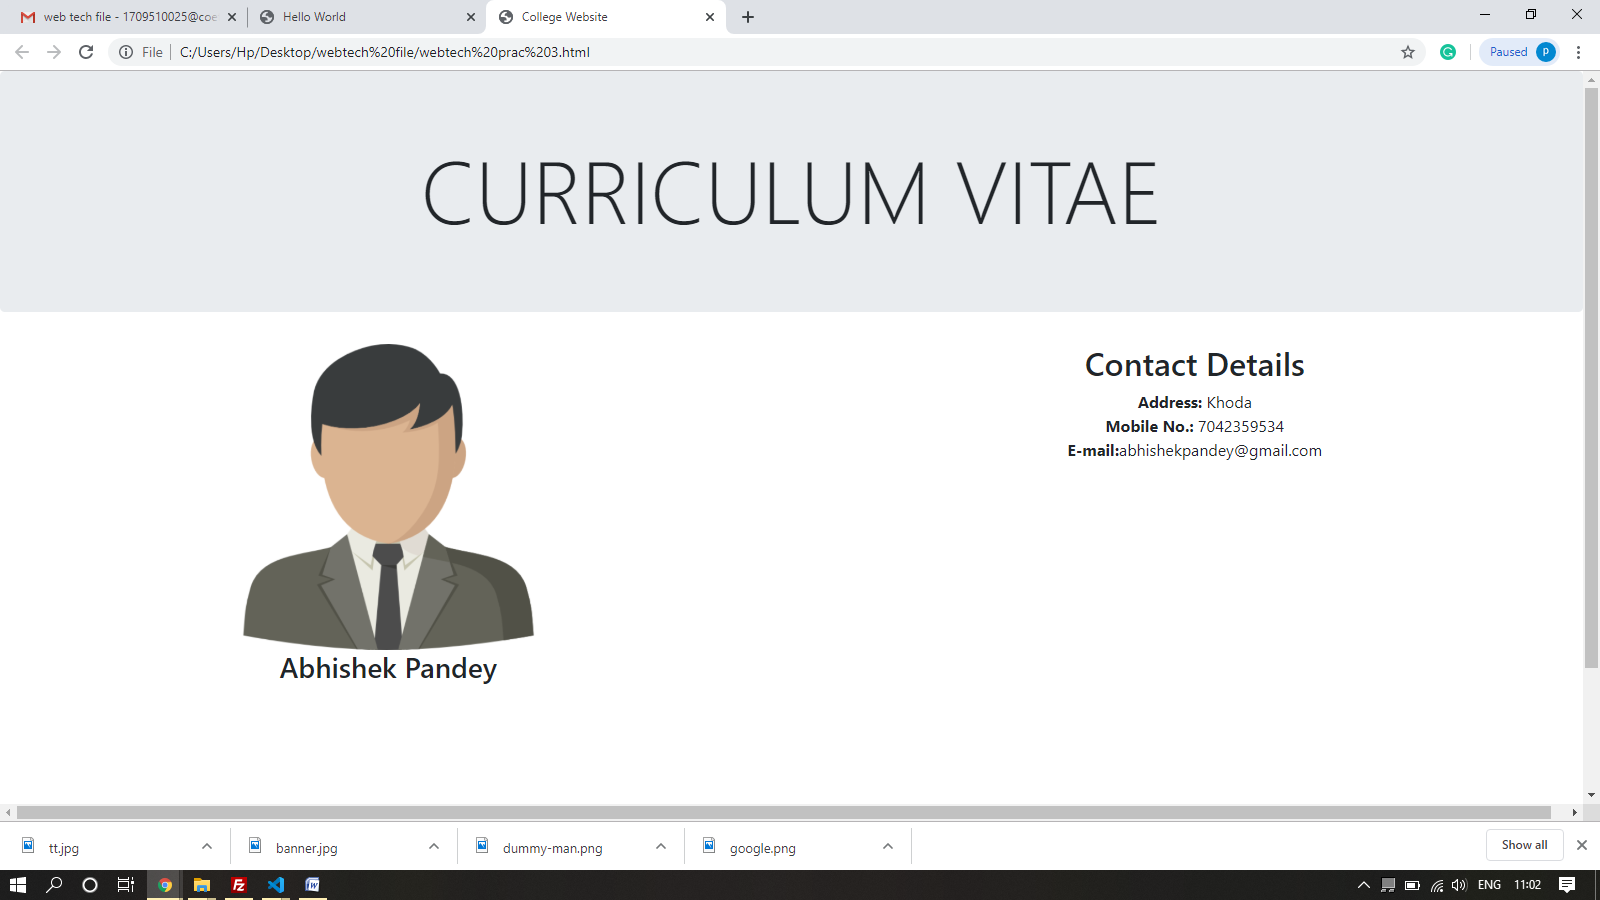 web tech file - 1709510025@coe
Hello World
College Website
File
C:/Users/Hp/Desktop/webtech%20file/webtech%20prac%203.html
Paused
p
CURRICULUM VITAE
Contact Details
Address: Khoda
Mobile No.: 7042359534
E-mail:abhishekpandey@gmail.com
Abhishek Pandey
tt.jpg
banner.jpg
dummy-man.png
google.png
Show all
ENG
11:02